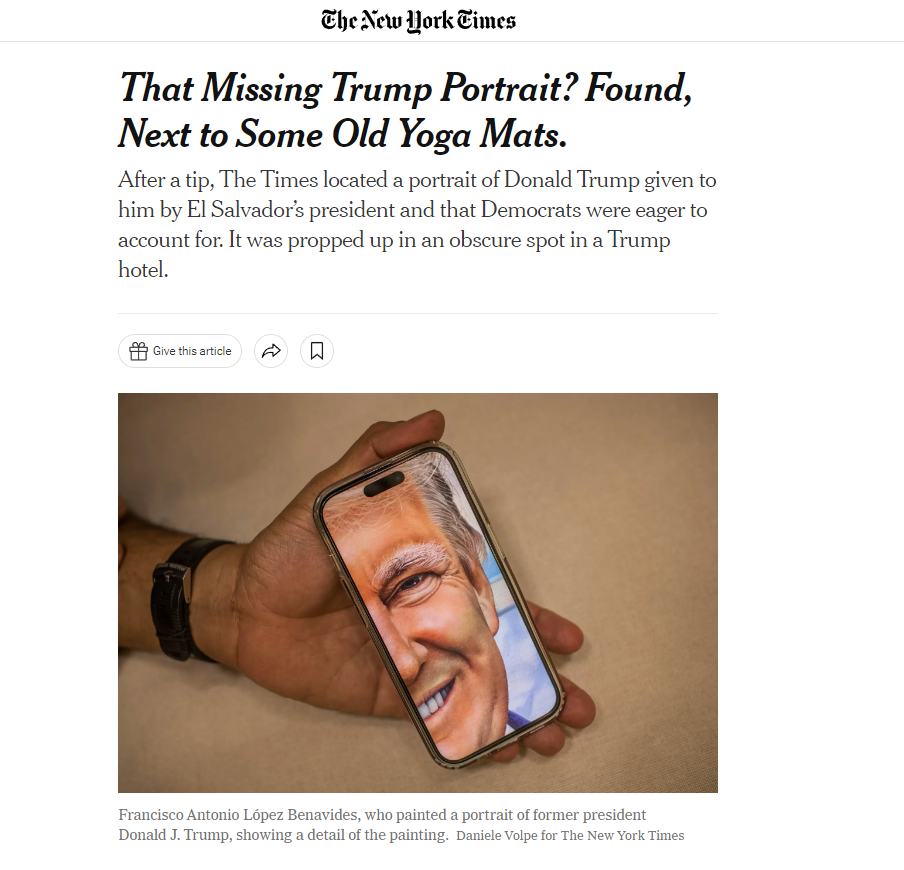 The New York Times
That Missing Trump Portrait? Found,
Next to Some Old Yoga Mats.
After a tip, The Times located a portrait of Donald Trump given to
him by El Salvador’s president and that Democrats were eager to
account for. It was propped up in an obscure spot in a Trump
hotel.
Give this article
Francisco Antonio López Benavides, who painted a portrait of former president
Donald J. Trump, showing a detail of the painting. Daniele Volpe for The New York Times